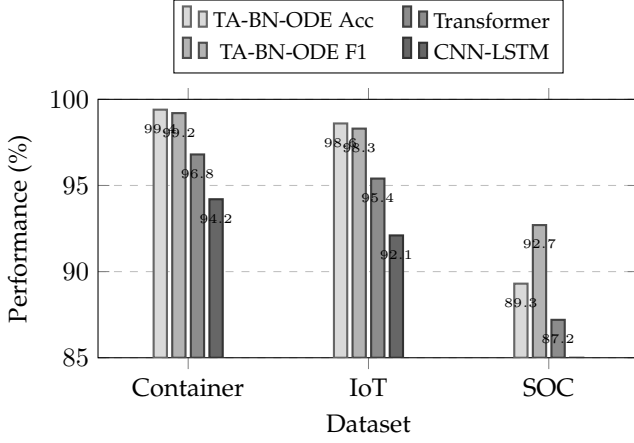 TA-BN-ODE Acc Transformer
TA-BN-ODE F1 CNN-LSTM
100
95
90
85
Performance (%)
99.4 99.2 96.8 94.2
98.6 98.3 95.4 92.1
89.3 92.7 87.2
Container IoT SOC
Dataset